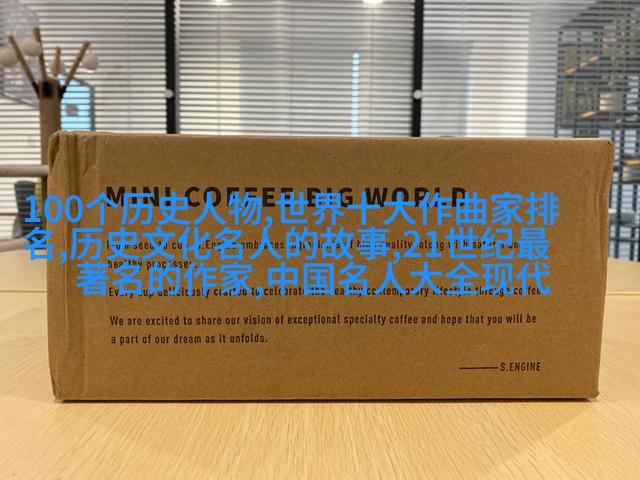 MINI COFFEE BIG WORLD
100个历史人物,世界十大作曲家排
名,历史文化名人的故事,21世纪最
著名的作家,中国名人大全现代
We are excited to share our vision of exceptional specialty coffee and hope that you will be
a part of our dream as it unfolds.
S.ENGINE